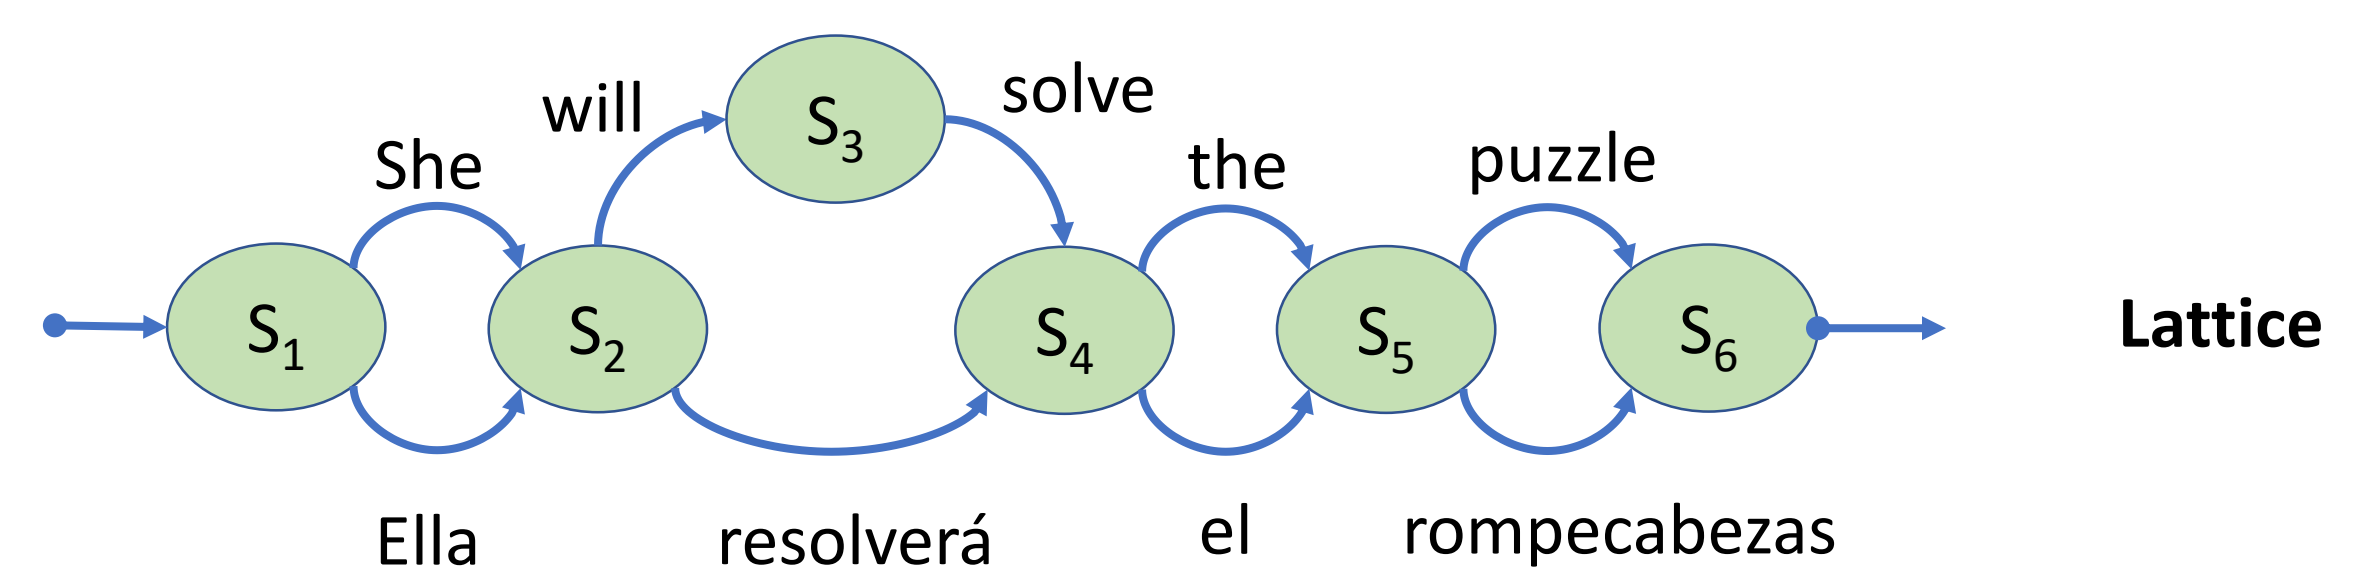 She will solve the puzzle
S1 S2 S3 S4 S5 S6 Lattice
Ella resolverá el rompecabezas